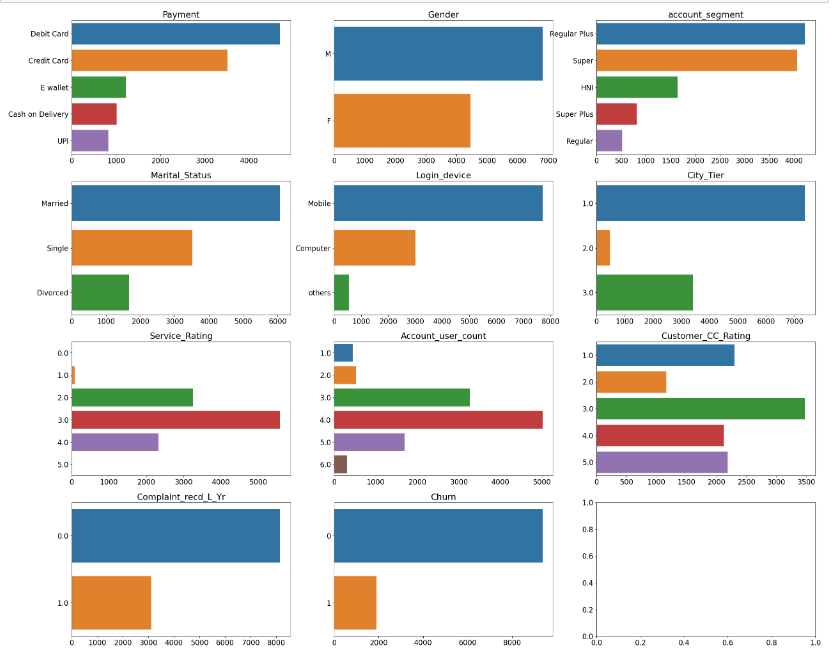 Payment
Debit Card
Credit Card
E wallet
Cash on Delivery
UPI
0 1000 2000 3000 4000
Gender
M
F
0 1000 2000 3000 4000 5000 6000 7000
account_segment
Regular Plus
Super
HNI
Super Plus
Regular
0 500 1000 1500 2000 2500 3000 3500 4000
Marital_Status
Married
Single
Divorced
0 1000 2000 3000 4000 5000 6000
Login_device
Mobile
Computer
others
0 1000 2000 3000 4000 5000 6000 7000 8000
City_Tier
1.0
2.0
3.0
0 1000 2000 3000 4000 5000 6000 7000
Service_Rating
0.0
1.0
2.0
3.0
4.0
5.0
0 1000 2000 3000 4000 5000
Account_user_count
1.0
2.0
3.0
4.0
5.0
6.0
0 1000 2000 3000 4000 5000
Customer_CC_Rating
1.0
2.0
3.0
4.0
5.0
0 500 1000 1500 2000 2500 3000 3500
Complaint_recd_L_Yr
0.0
1.0
0 1000 2000 3000 4000 5000 6000 7000 8000
Churn
0
1
0 2000 4000 6000 8000
1.0
0.8
0.6
0.4
0.2
0.0
0.0 0.2 0.4 0.6 0.8 1.0